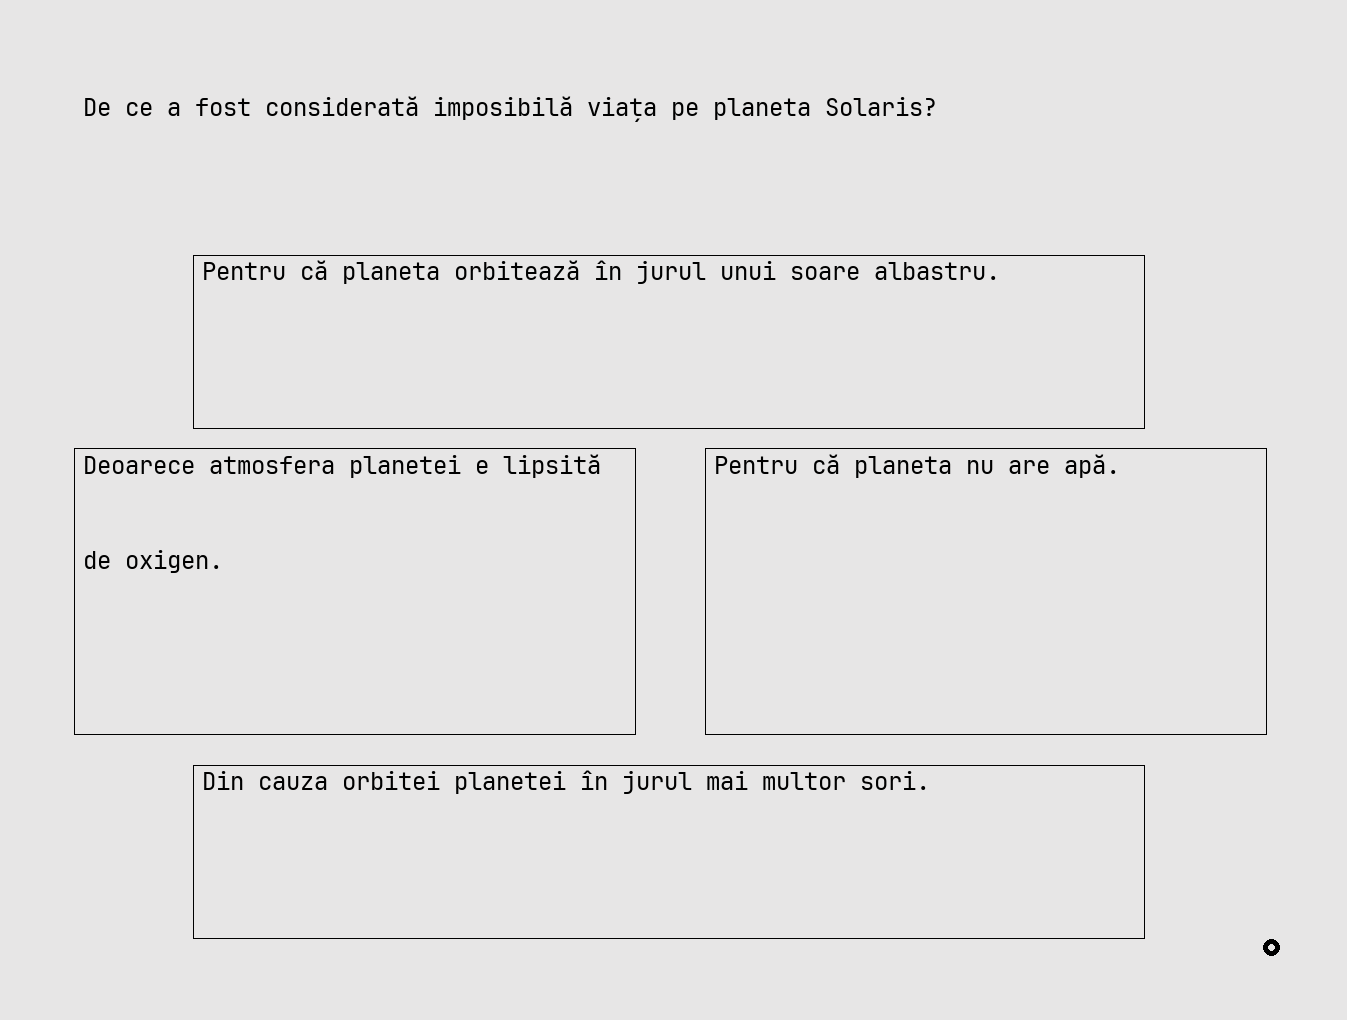 De ce a fost considerată imposibilă viața pe planeta Solaris?
Pentru că planeta orbitează în jurul unui soare albastru.
Deoarece atmosfera planetei e lipsită
de oxigen.
Pentru că planeta nu are apă.
Din cauza orbitei planetei în jurul mai multor sori.